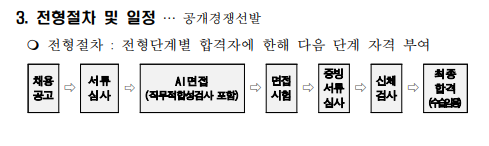 3. 전형절차 및 일정 … 공개경쟁선발
❍ 전형절차 : 전형단계별 합격자에 한해 다음 단계 자격 부여
채용
공고
⇨
서류
심사
⇨
AI면접
(직무적합성검사 포함)
⇨
면접
시험
⇨
증빙
서류
심사
⇨
신체
검사
⇨
최종
합격
(수습임용)